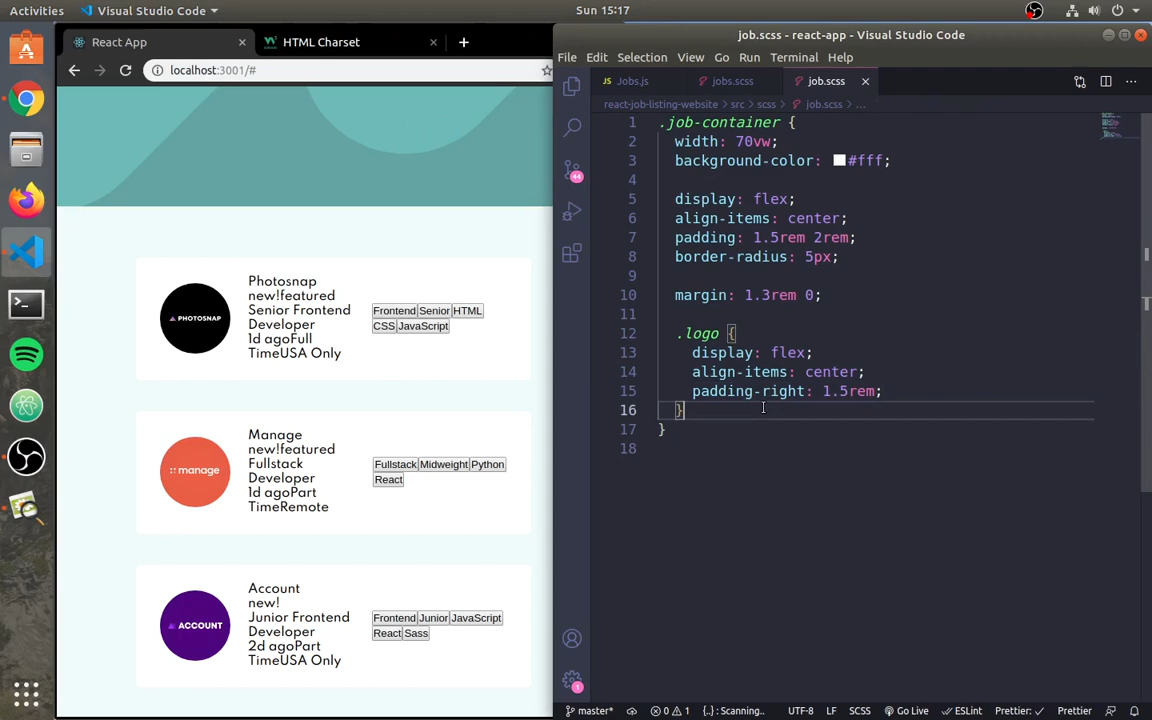 Activities
Visual Studio Code
Sun 15:17
React App
HTML Charset
localhost:3001/#
PHOTOSNAP
Photosnap
new!featured
Senior Frontend
Developer
1d agoFull
TimeUSA Only
Frontend Senior HTML
CSS JavaScript
manage
Manage
new!featured
Fullstack
Developer
1d agoPart
TimeRemote
Fullstack Midweight Python
React
ACCOUNT
Account
new!
Junior Frontend
Developer
2d agoPart
TimeUSA Only
Frontend Junior JavaScript
React Sass
job.scss - react-app - Visual Studio Code
File Edit Selection View Go Run Terminal Help
Jobs.js
jobs.scss
job.scss
react-job-listing-website > src > scss > job.scss > ...
44
1 .job-container {
2 width: 70vw;
3 background-color: #fff;
4
5 display: flex;
6 align-items: center;
7 padding: 1.5rem 2rem;
8 border-radius: 5px;
9
10 margin: 1.3rem 0;
11
12 .logo {
13 display: flex;
14 align-items: center;
15 padding-right: 1.5rem;
16 }
17 }
18
1
master* 0 1 {..}: Scanning.. UTF-8 LF SCSS Go Live ESLint Prettier: ✓ Prettier